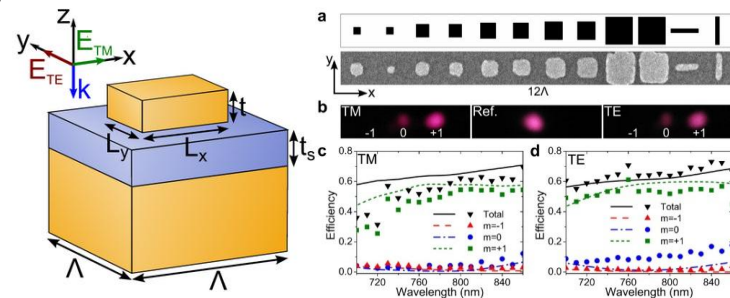 z
y
x
E_TM
E_TE
k
t
L_y
L_x
t_s
Λ
Λ
a
y
x
12Λ
b
TM
Ref.
TE
-1 0 +1
-1 0 +1
c
TM
d
TE
Efficiency
0.8
0.6
0.4
0.2
0.0
Total
m=-1
m=0
m=+1
720 760 800 840
Wavelength (nm)
Efficiency
0.8
0.6
0.4
0.2
0.0
Total
m=-1
m=0
m=+1
720 760 800 840
Wavelength (nm)